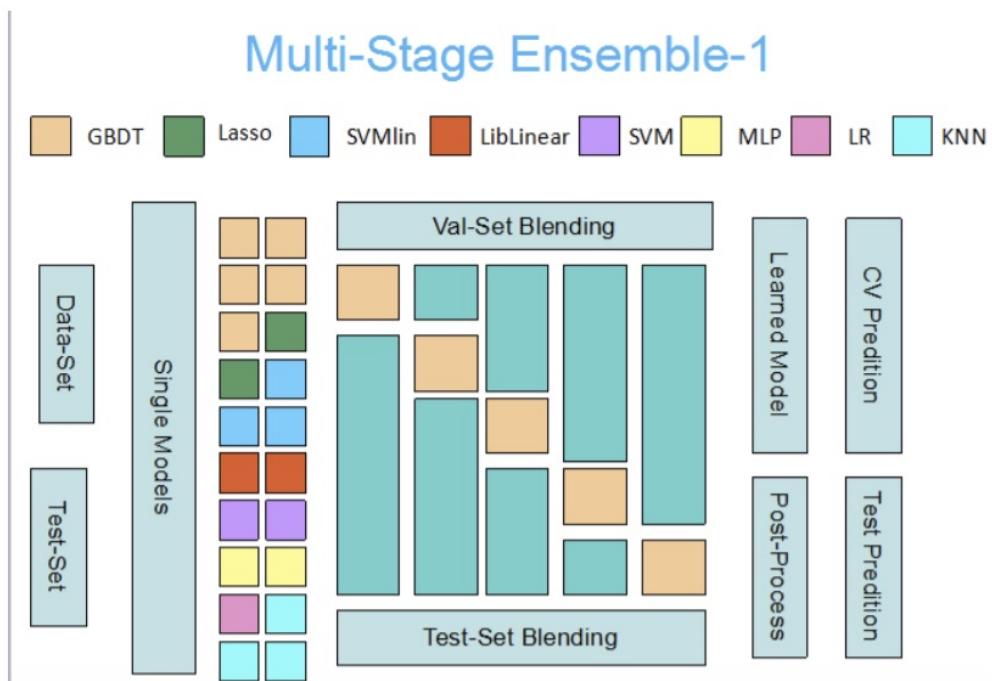 Multi-Stage Ensemble-1
GBDT Lasso SVMlin LibLinear SVM MLP LR KNN
Data-Set
Test-Set
Single Models
Val-Set Blending
Test-Set Blending
Learned Model
Post-Process
CV Predition
Test Predition